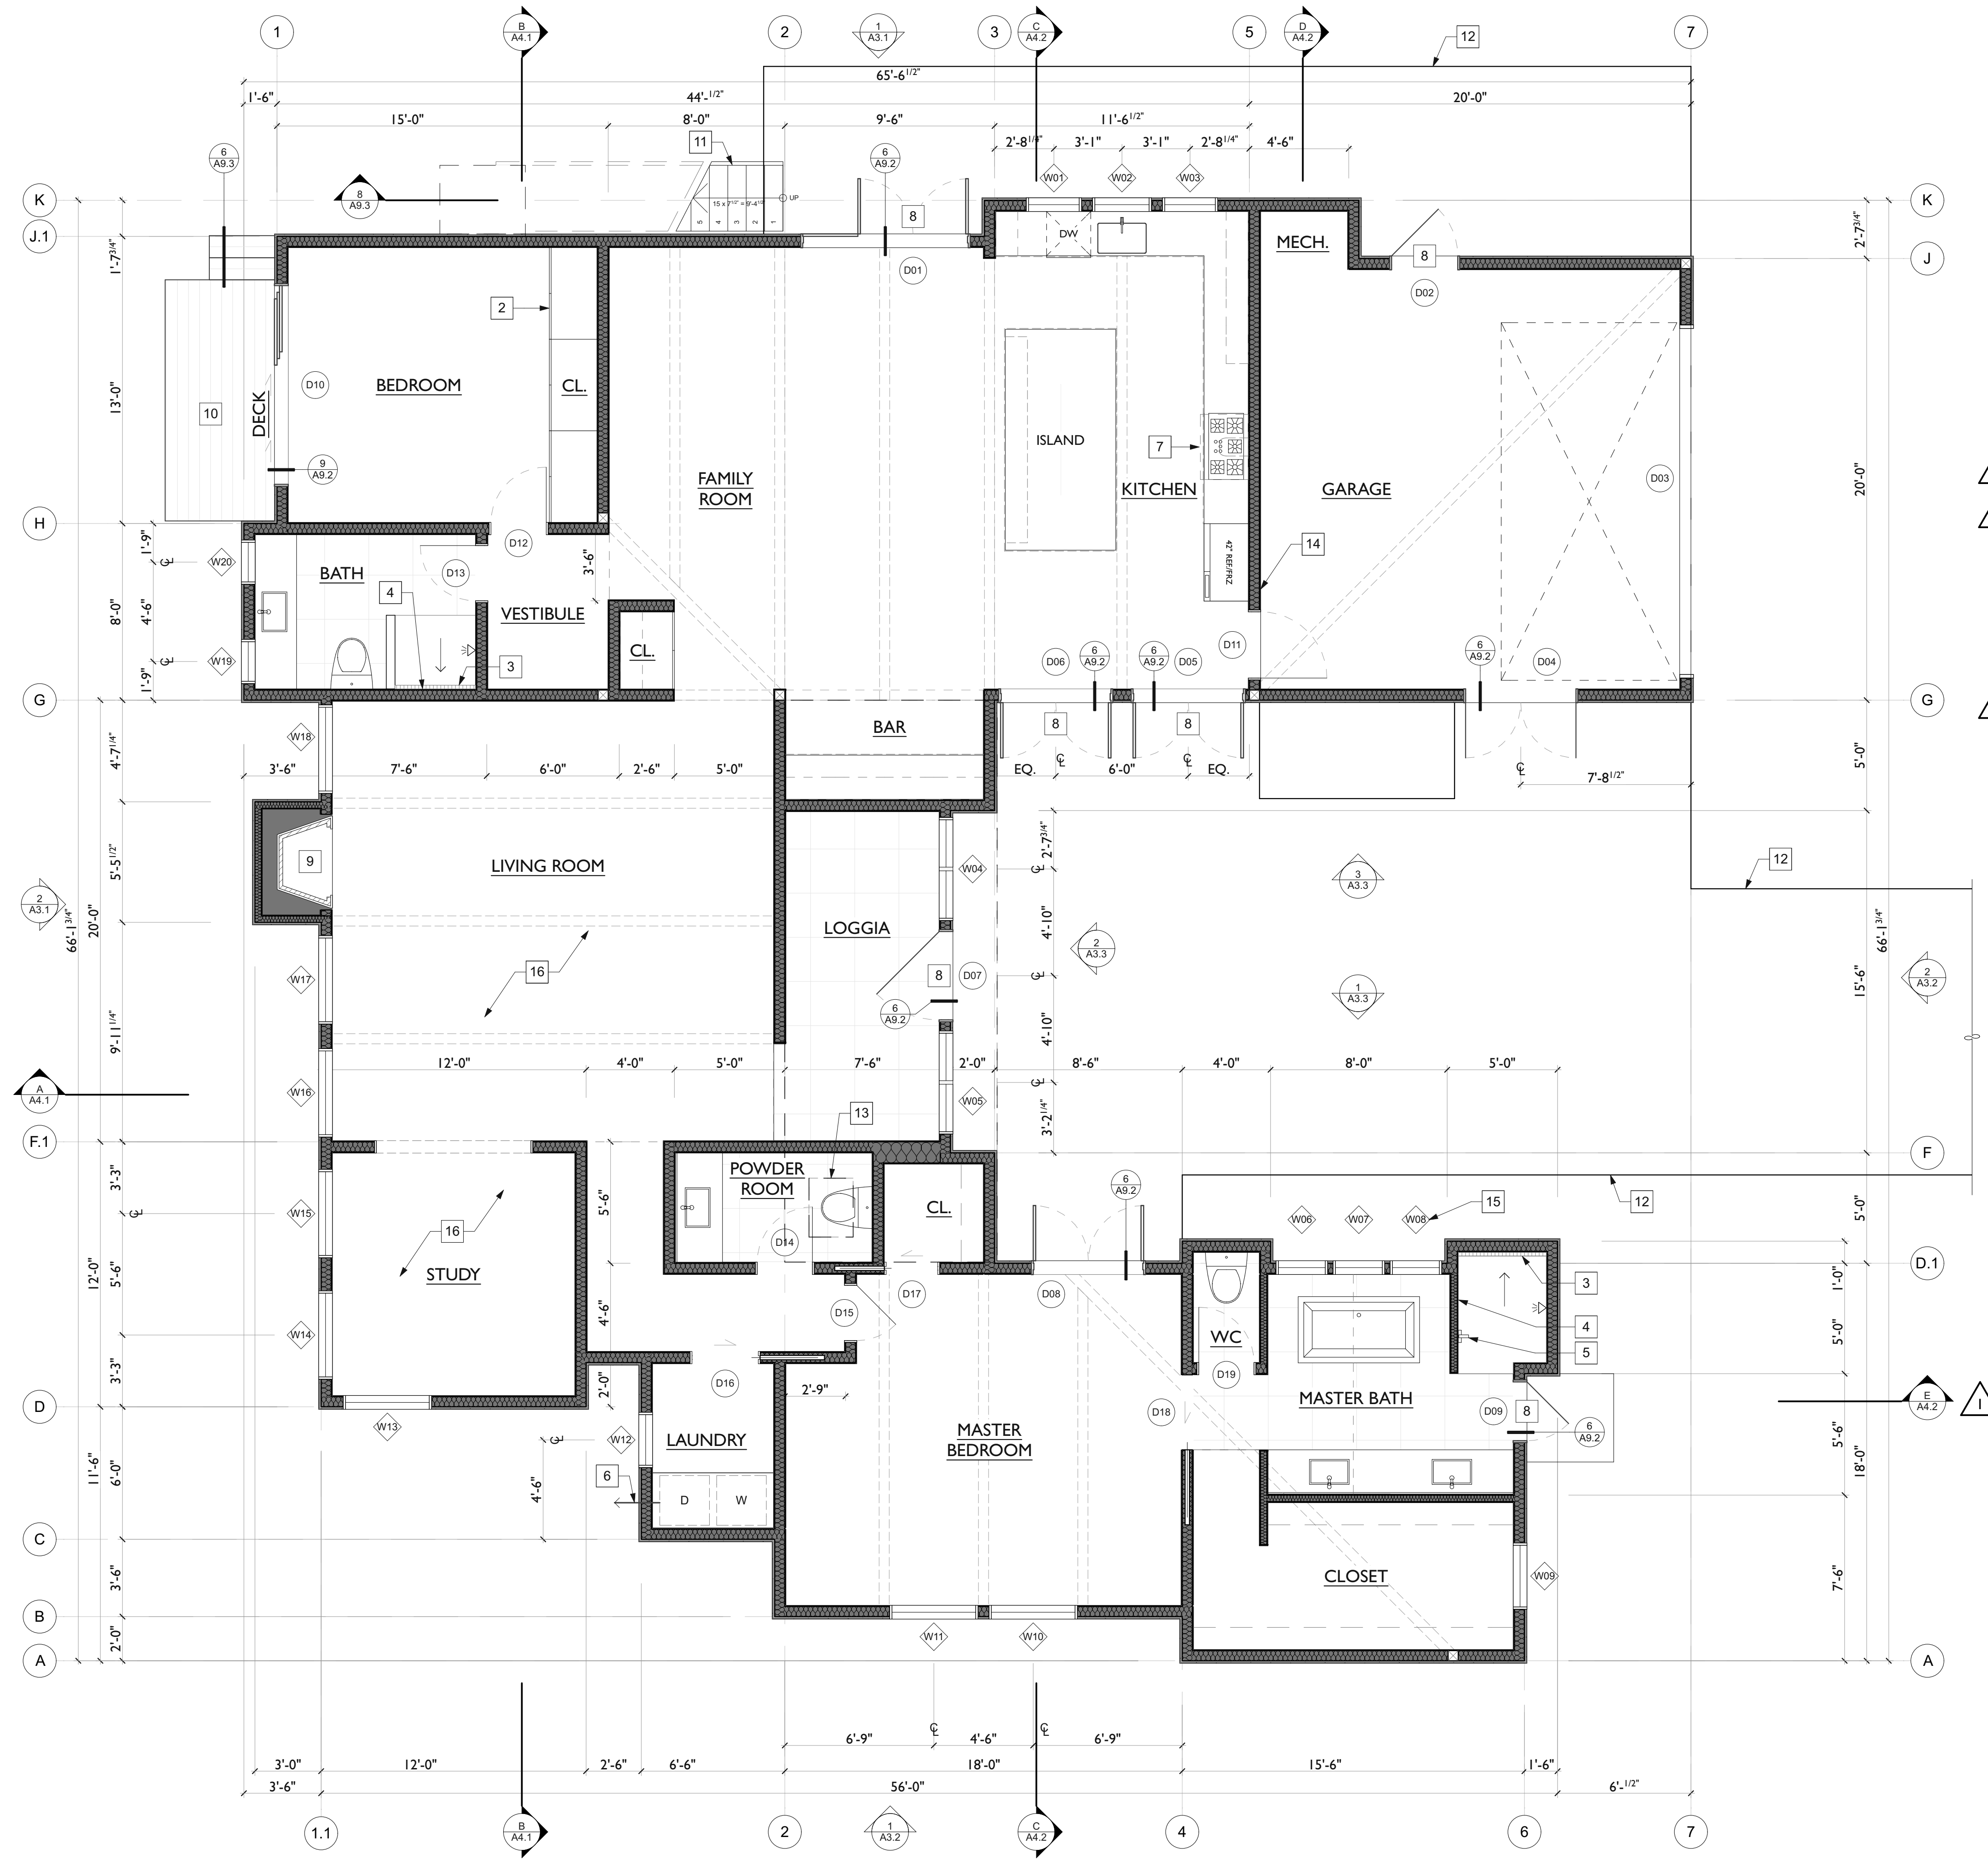 1
B
A4.1
2
1
A3.1
3
C
A4.2
5
D
A4.2
7
12
65'-6 1/2"
1'-6"
44'-1/2"
20'-0"
15'-0"
8'-0"
9'-6"
11'-6 1/2"
11
2'-8 1/4"
3'-1"
3'-1"
2'-8 1/4"
4'-6"
6
A9.3
6
A9.2
W01
W02
W03
8
A9.3
K
15 x 7 1/2" = 9'-4 1/2"
UP
5
4
3
2
1
8
K
J.1
DW
MECH.
2'-7 3/4"
1'-7 3/4"
D01
8
J
D02
2
10
DECK
D10
BEDROOM
CL.
13'-0"
ISLAND
7
9
A9.2
FAMILY
ROOM
KITCHEN
GARAGE
D03
20'-0"
H
1'-9"
D12
42" REF/FRZ
14
W20
BATH
D13
3'-6"
4
8'-0"
4'-6"
VESTIBULE
W19
3
CL.
D06
6
A9.2
6
A9.2
D05
D11
6
A9.2
D04
1'-9"
G
G
W18
BAR
8
8
4'-7 1/4"
3'-6"
7'-6"
6'-0"
2'-6"
5'-0"
EQ.
6'-0"
EQ.
7'-8 1/2"
5'-0"
9
LIVING ROOM
5'-5 1/2"
2'-7 3/4"
W04
3
A3.3
12
2
A3.1
66'-1 3/4"
20'-0"
LOGGIA
4'-10"
2
A3.3
66'-1 3/4"
16
W17
8
D07
2
A3.2
15'-6"
1
A3.3
6
A9.2
9'-11 1/4"
4'-10"
12'-0"
4'-0"
5'-0"
7'-6"
2'-0"
8'-6"
4'-0"
8'-0"
5'-0"
A
A4.1
W16
W05
13
3'-2 1/4"
F.1
F
3'-3"
POWDER
ROOM
6
A9.2
W15
5'-6"
CL.
W06
W07
W08
15
12
5'-0"
16
D14
12'-0"
5'-6"
STUDY
D17
D08
D.1
3
1'-0"
W14
4'-6"
D15
WC
4
5'-0"
5
3'-3"
2'-0"
D16
2'-9"
D19
D
W13
MASTER BATH
D18
D09
8
E
A4.2
1
W12
LAUNDRY
MASTER
BEDROOM
6
A9.2
5'-6"
11'-6"
6'-0"
4'-6"
6
D
W
18'-0"
C
3'-6"
CLOSET
W09
7'-6"
B
2'-0"
W11
W10
A
A
6'-9"
4'-6"
6'-9"
3'-0"
12'-0"
2'-6"
6'-6"
18'-0"
15'-6"
1'-6"
3'-6"
56'-0"
6'-1/2"
1.1
B
A4.1
2
1
A3.2
C
A4.2
4
6
7